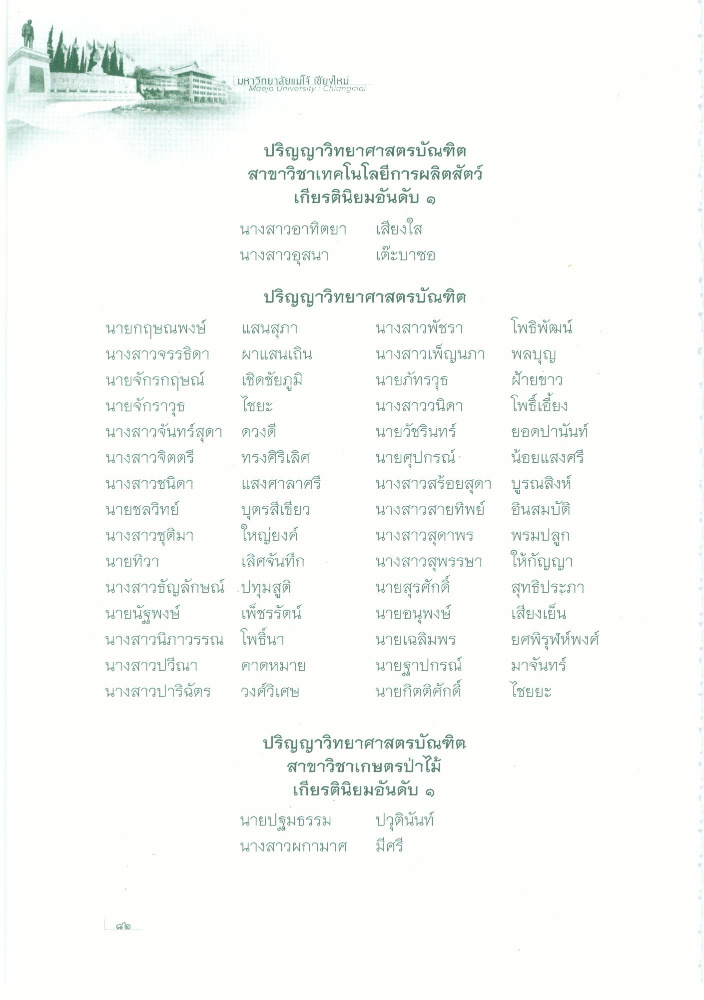 มหาวิทยาลัยแม่โจ้ เชียงใหม่
Maejo University : Chiangmai
ปริญญาวิทยาศาสตรบัณฑิต
สาขาวิชาเทคโนโลยีการผลิตสัตว์
เกียรตินิยมอันดับ ๑
นางสาวอาทิตยา เสียงใส
นางสาวอุสนา เต๊ะบาซอ
ปริญญาวิทยาศาสตรบัณฑิต
นายกฤษณพงษ์ แสนสุภา นางสาวพัชรา โพธิพัฒน์
นางสาวจรรธิดา ผาแสนเถิน นางสาวเพ็ญนภา พลบุญ
นายจักรกฤษณ์ เชิดชัยภูมิ นายภัทรวุธ ฝ้ายขาว
นายจักราวุธ ไชยะ นางสาววนิดา โพธิ์เอี้ยง
นางสาวจันทร์สุดา ดวงดี นายวัชรินทร์ ยอดปานันท์
นางสาวจิตตรี ทรงศิริเลิศ นายศุปกรณ์ น้อยแสงศรี
นางสาวชนิดา แสงศาลาศรี นางสาวสร้อยสุดา บูรณสิงห์
นายชลวิทย์ บุตรสีเขียว นางสาวสายทิพย์ อินสมบัติ
นางสาวชุติมา ใหญ่ยงค์ นางสาวสุดาพร พรมปลูก
นายทิวา เลิศจันทึก นางสาวสุพรรษา ให้กัญญา
นางสาวธัญลักษณ์ ปทุมสูติ นายสุรศักดิ์ สุทธิประภา
นายนัฐพงษ์ เพ็ชรรัตน์ นายอนุพงษ์ เสียงเย็น
นางสาวนิภาวรรณ โพธิ์นา นายเฉลิมพร ยศพิรุฬห์พงศ์
นางสาวปวีณา คาดหมาย นายฐาปกรณ์ มาจันทร์
นางสาวปาริฉัตร วงศ์วิเศษ นายกิตติศักดิ์ ไชยยะ
ปริญญาวิทยาศาสตรบัณฑิต
สาขาวิชาเกษตรป่าไม้
เกียรตินิยมอันดับ ๑
นายปฐมธรรม ปวุตินันท์
นางสาวผกามาศ มีศรี
๘๒